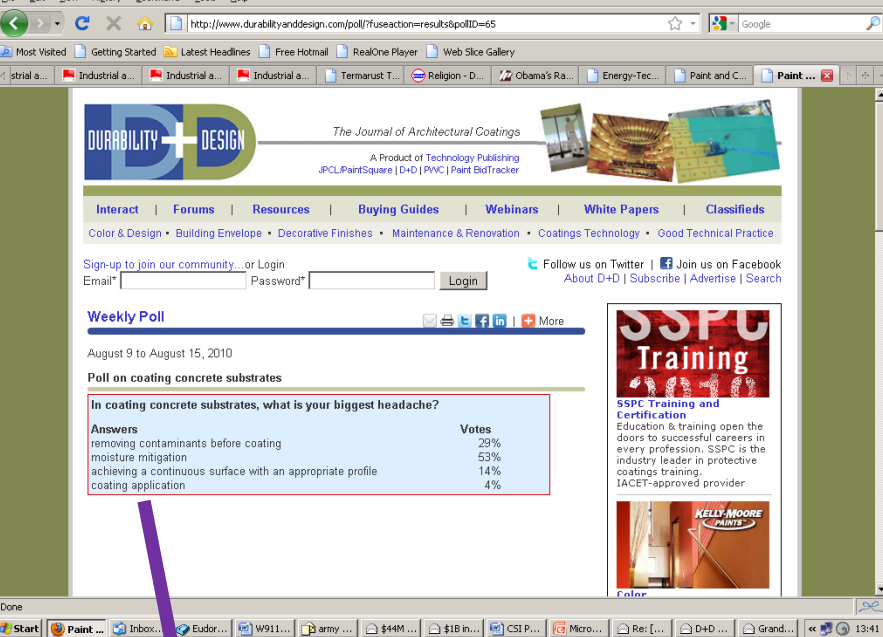 http://www.durabilityanddesign.com/poll/?fuseaction=results&pollID=65
Google
Most Visited Getting Started Latest Headlines Free Hotmail RealOne Player Web Slice Gallery
strial a... Industrial a... Industrial a... Industrial a... Termarust T... Religion - D... Obama's Ra... Energy-Tec... Paint and C... Paint ...
DURABILITY + DESIGN
The Journal of Architectural Coatings
A Product of Technology Publishing
JPCL/PaintSquare | D+D | PWC | Paint BidTracker
Interact | Forums | Resources | Buying Guides | Webinars | White Papers | Classifieds
Color & Design • Building Envelope • Decorative Finishes • Maintenance & Renovation • Coatings Technology • Good Technical Practice
Sign-up to join our community...or Login
Email* Password* Login
Follow us on Twitter | Join us on Facebook
About D+D | Subscribe | Advertise | Search
Weekly Poll
More
August 9 to August 15, 2010
Poll on coating concrete substrates
In coating concrete substrates, what is your biggest headache?
Answers Votes
removing contaminants before coating 29%
moisture mitigation 53%
achieving a continuous surface with an appropriate profile 14%
coating application 4%
SSPC
Training
2010
SSPC Training and
Certification
Education & training open the
doors to successful careers in
every profession. SSPC is the
industry leader in protective
coatings training.
IACET-approved provider
KELLY-MOORE
PAINTS
Color
Done
Start Paint ... Inbox... Eudor... W911... army ... $44M ... $1B in... CSI P... Micro... Re: [... D+D ... Grand... 13:41